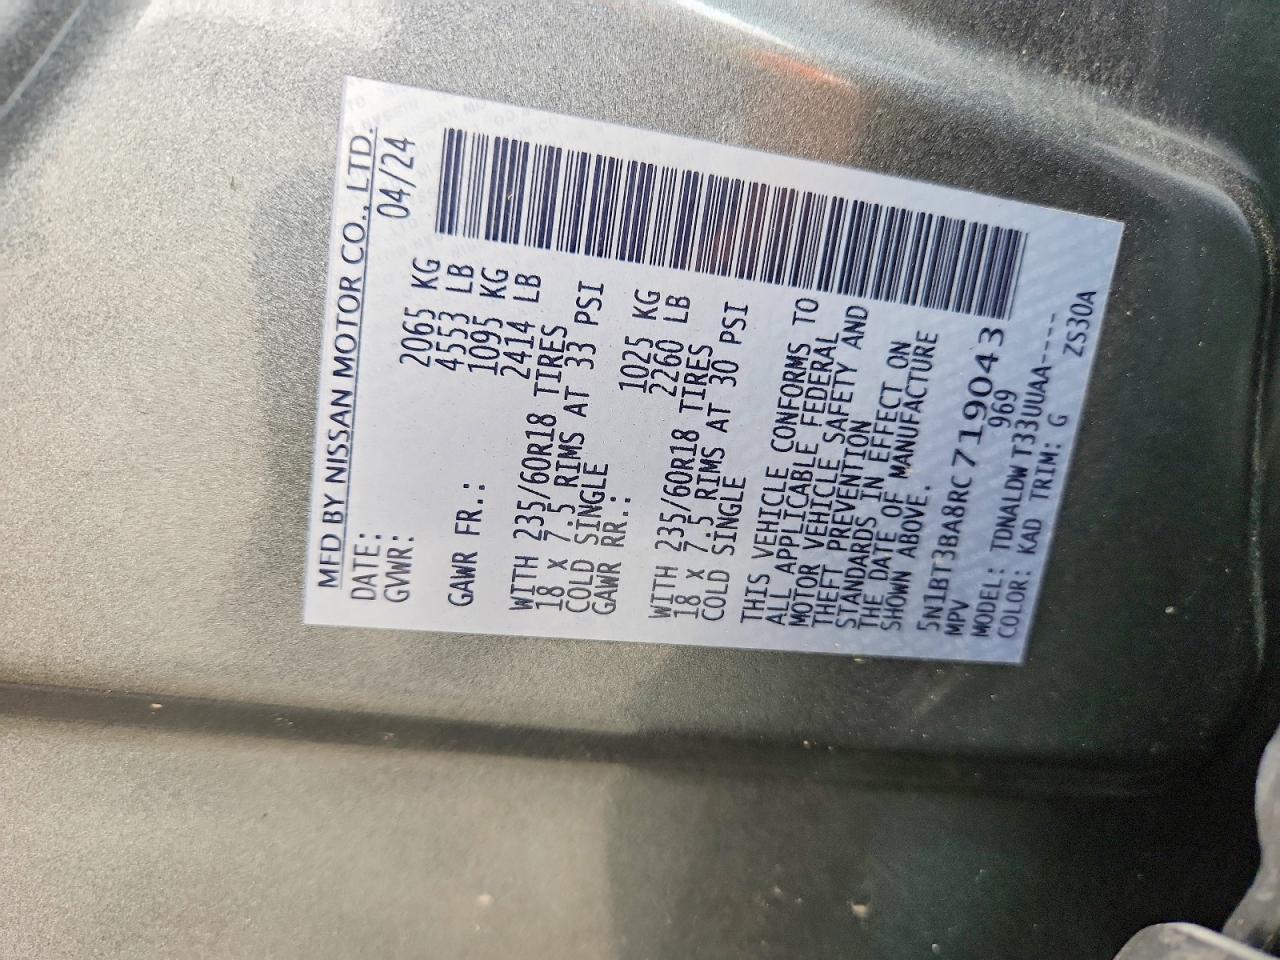 MFD BY NISSAN MOTOR CO., LTD.
DATE: 04/24
GVWR: 2065 KG
4553 LB
GAWR FR.: 1095 KG
2414 LB
WITH 235/60R18 TIRES
18 X 7.5 RIMS AT 33 PSI
COLD SINGLE
GAWR RR.: 1025 KG
2260 LB
WITH 235/60R18 TIRES
18 X 7.5 RIMS AT 30 PSI
COLD SINGLE
THIS VEHICLE CONFORMS TO
ALL APPLICABLE FEDERAL
MOTOR VEHICLE SAFETY AND
THEFT PREVENTION
STANDARDS IN EFFECT ON
THE DATE OF MANUFACTURE
SHOWN ABOVE.
5N1BT3BA8RC719043
MPV 969
MODEL: TDNALDWT33UUAA----
COLOR: KAD TRIM: G ZS30A